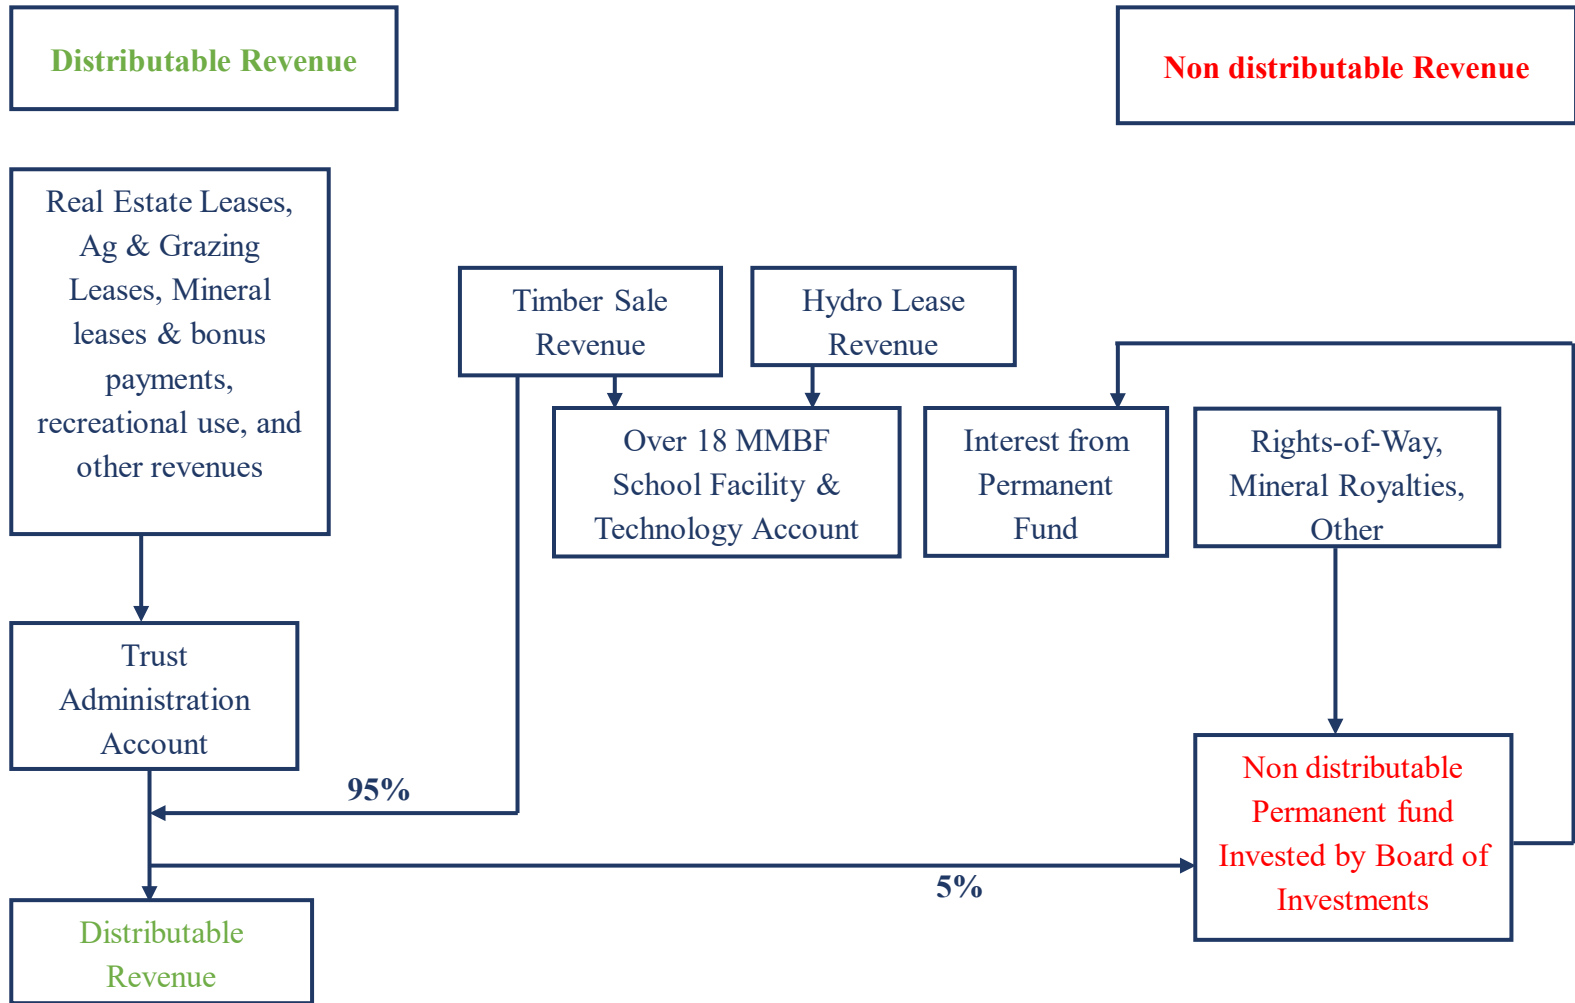 Distributable Revenue
Non distributable Revenue
Real Estate Leases,
Ag & Grazing
Leases, Mineral
leases & bonus
payments,
recreational use, and
other revenues
Timber Sale
Revenue
Hydro Lease
Revenue
Over 18 MMBF
School Facility &
Technology Account
Interest from
Permanent
Fund
Rights-of-Way,
Mineral Royalties,
Other
Trust
Administration
Account
95%
5%
Non distributable
Permanent fund
Invested by Board of
Investments
Distributable
Revenue